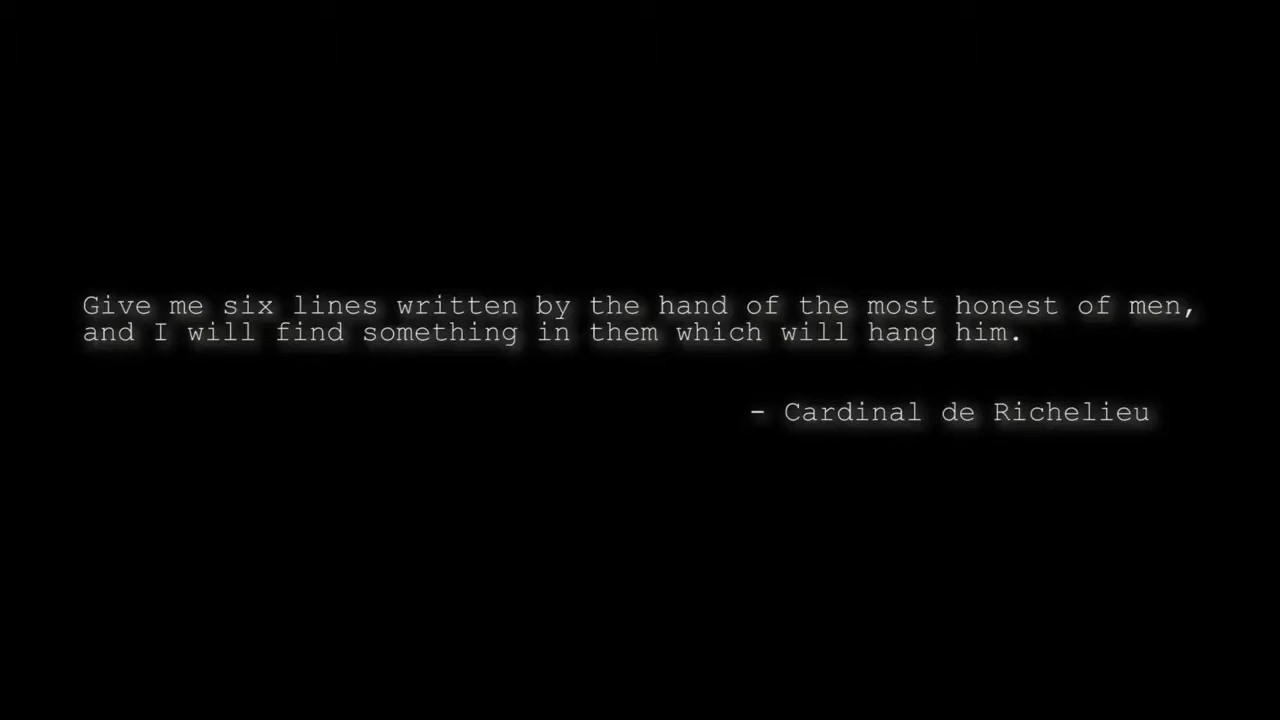 Give me six lines written by the hand of the most honest of men,
and I will find something in them which will hang him.
- Cardinal de Richelieu